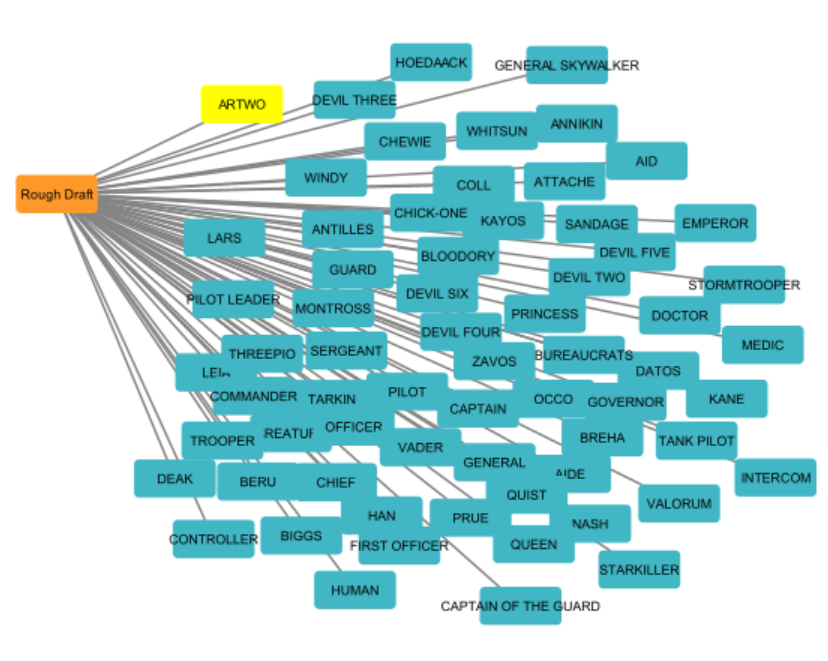 HOEDAACK
GENERAL SKYWALKER
ARTWO
DEVIL THREE
ANNIKIN
WHITSUN
CHEWIE
AID
WINDY
ATTACHE
COLL
Rough Draft
CHICK-ONE
KAYOS
SANDAGE
EMPEROR
ANTILLES
LARS
DEVIL FIVE
BLOODORY
GUARD
DEVIL TWO
STORMTROOPER
DEVIL SIX
PILOT LEADER
MONTROSS
PRINCESS
DOCTOR
DEVIL FOUR
MEDIC
THREEPIO
SERGEANT
BUREAUCRATS
ZAVOS
DATOS
LEIA
PILOT
COMMANDER
TARKIN
OCCO
GOVERNOR
KANE
CAPTAIN
OFFICER
TROOPER
BREHA
TANK PILOT
VADER
GENERAL
AIDE
DEAK
BERU
CHIEF
INTERCOM
QUIST
VALORUM
HAN
PRUE
NASH
CONTROLLER
BIGGS
FIRST OFFICER
QUEEN
STARKILLER
HUMAN
CAPTAIN OF THE GUARD